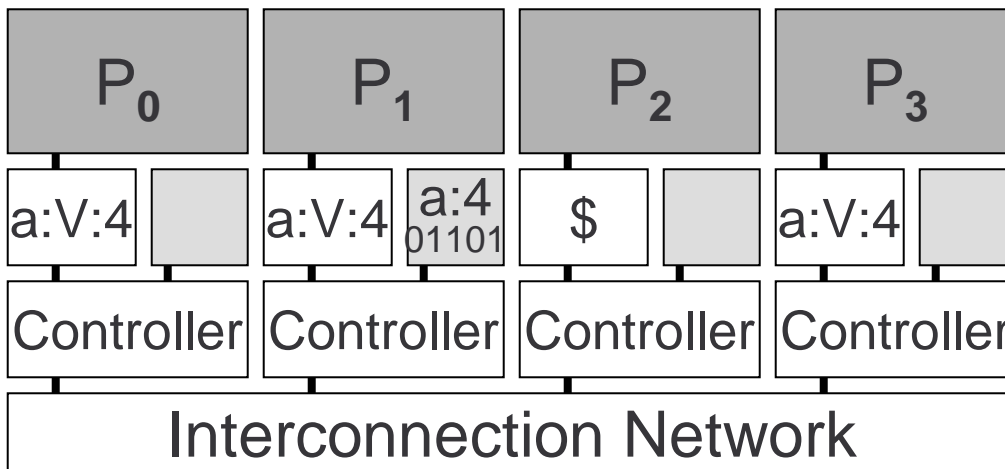 P₀ P₁ P₂ P₃
a:V:4 a:V:4 a:4 $ a:V:4
01101
Controller Controller Controller Controller
Interconnection Network